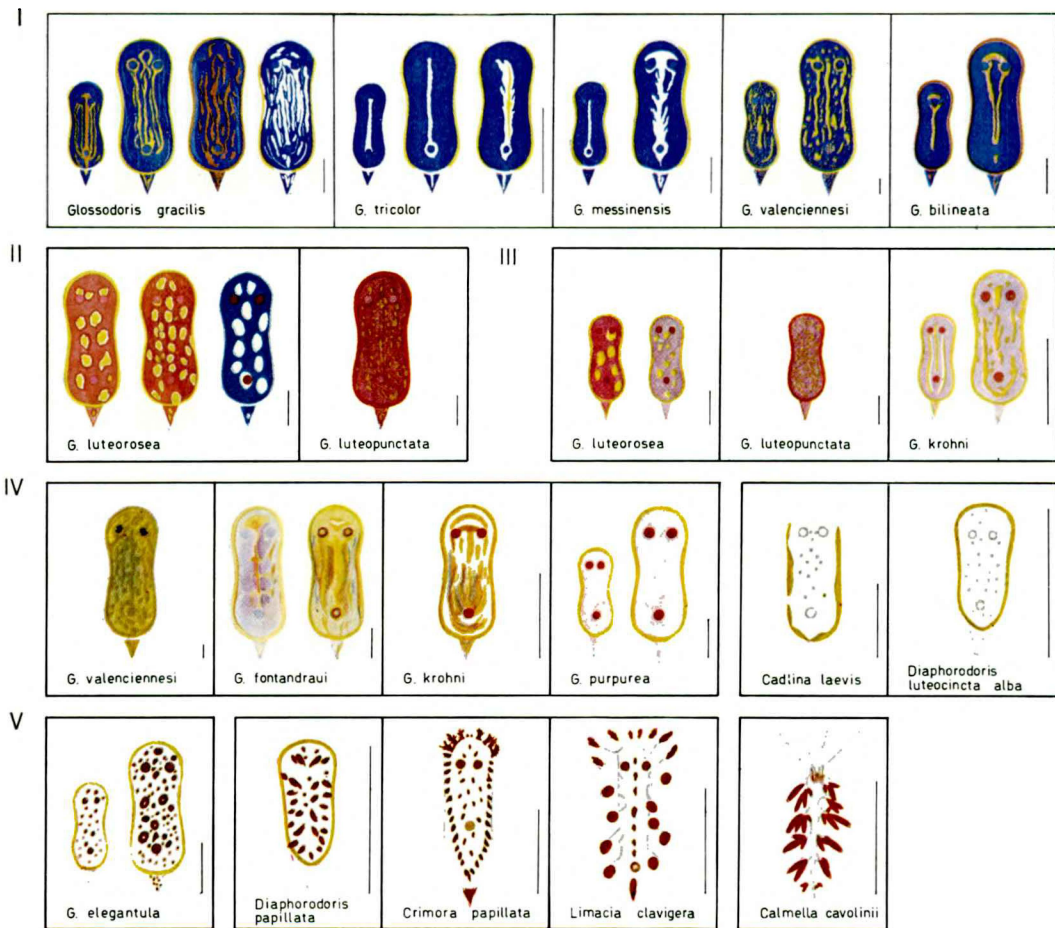 I
Glossodoris gracilis
G. tricolor
G. messinensis
G. valenciennesi
G. bilineata
II
III
G. luteorosea
G. luteopunctata
G. luteorosea
G. luteopunctata
G. krohni
IV
G. valenciennesi
G. fontandraui
G. krohni
G. purpurea
Cadlina laevis
Diaphorodoris
luteocincta alba
V
G. elegantula
Diaphorodoris
papillata
Crimora papillata
Limacia clavigera
Calmella cavolinii